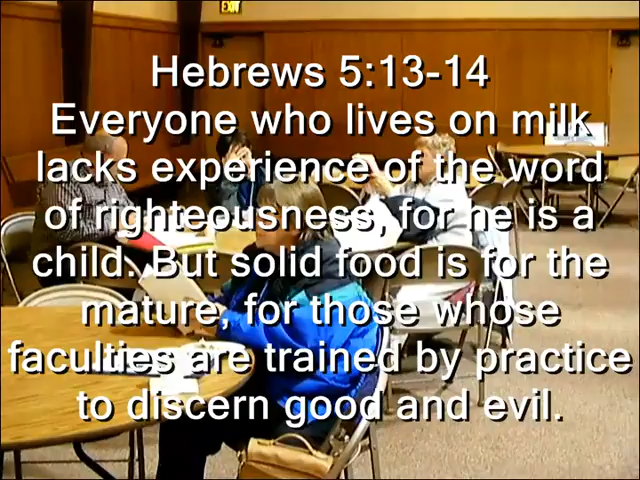 EXIT
Hebrews 5:13-14
Everyone who lives on milk
lacks experience of the word
of righteousness, for he is a
child. But solid food is for the
mature, for those whose
faculties are trained by practice
to discern good and evil.